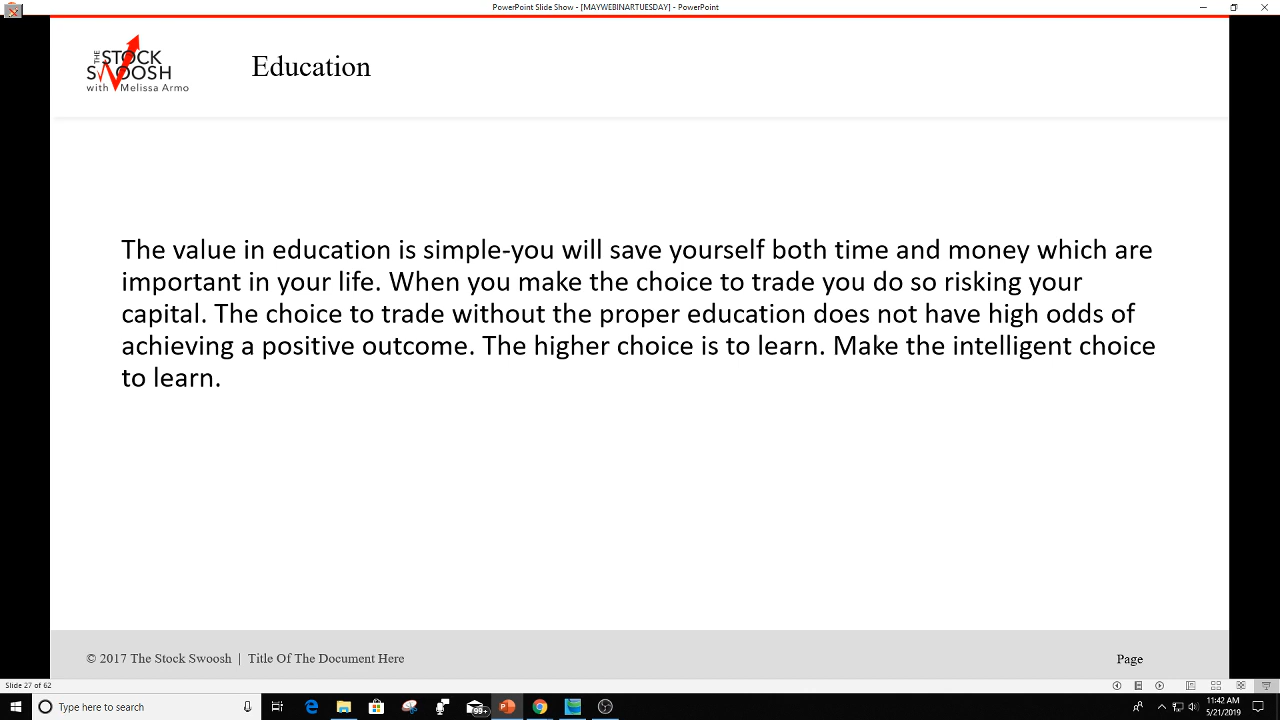 PowerPoint Slide Show - [MAYWEBINARTUESDAY] - PowerPoint
THE STOCK
SWOOSH
with Melissa Armo
Education
The value in education is simple-you will save yourself both time and money which are
important in your life. When you make the choice to trade you do so risking your
capital. The choice to trade without the proper education does not have high odds of
achieving a positive outcome. The higher choice is to learn. Make the intelligent choice
to learn.
© 2017 The Stock Swoosh | Title Of The Document Here
Page
Slide 27 of 62
Type here to search
99+
11:42 AM
5/21/2019